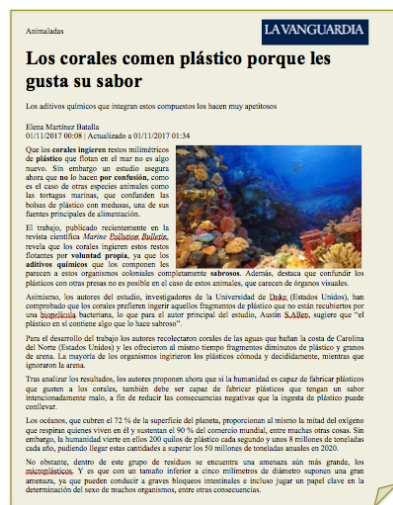 Animaladas
LAVANGUARDIA
Los corales comen plástico porque les
gusta su sabor
Los aditivos químicos que integran estos compuestos los hacen muy apetitosos
Elena Martínez Batalla
01/11/2017 00:08 | Actualizado a 01/11/2017 01:34
Que los corales ingieren restos milimétricos
de plástico que flotan en el mar no es algo
nuevo. Sin embargo un estudio asegura
ahora que no lo hacen por confusión, como
es el caso de otras especies animales como
las tortugas marinas, que confunden las
bolsas de plástico con medusas, una de sus
fuentes principales de alimentación.
El trabajo, publicado recientemente en la
revista científica Marine Pollution Bulletin,
revela que los corales ingieren estos restos
flotantes por voluntad propia, ya que los
aditivos químicos que los componen les
parecen a estos organismos coloniales completamente sabrosos. Además, destaca que confundir los
plásticos con otras presas no es posible en el caso de estos animales, que carecen de órganos visuales.
Asimismo, los autores del estudio, investigadores de la Universidad de Duke (Estados Unidos), han
comprobado que los corales prefieren ingerir aquellos fragmentos de plástico que no están recubiertos por
una biopelícula bacteriana, lo que para el autor principal del estudio, Austin S.Allen, sugiere que "el
plástico en sí contiene algo que lo hace sabroso".
Para el desarrollo del trabajo los autores recolectaron corales de las aguas que bañan la costa de Carolina
del Norte (Estados Unidos) y les ofrecieron al mismo tiempo fragmentos diminutos de plástico y granos
de arena. La mayoría de los organismos ingirieron los plásticos cómoda y decididamente, mientras que
ignoraron la arena.
Tras analizar los resultados, los autores proponen ahora que si la humanidad es capaz de fabricar plásticos
que gusten a los corales, también debe ser capaz de fabricar plásticos que tengan un sabor
intencionadamente malo, a fin de reducir las consecuencias negativas que la ingesta de plástico puede
conllevar.
Los océanos, que cubren el 72 % de la superficie del planeta, proporcionan al mismo la mitad del oxígeno
que respiran quienes viven en él y sustentan el 90 % del comercio mundial, entre muchas otras cosas. Sin
embargo, la humanidad vierte en ellos 200 quilos de plástico cada segundo y unos 8 millones de toneladas
cada año, pudiendo llegar estas cantidades a superar los 50 millones de toneladas anuales en 2020.
No obstante, dentro de este grupo de residuos se encuentra una amenaza aún más grande, los
microplásticos. Y es que con un tamaño inferior a cinco milímetros de diámetro suponen una gran
amenaza, ya que pueden conducir a graves bloqueos intestinales e incluso jugar un papel clave en la
determinación del sexo de muchos organismos, entre otras consecuencias.